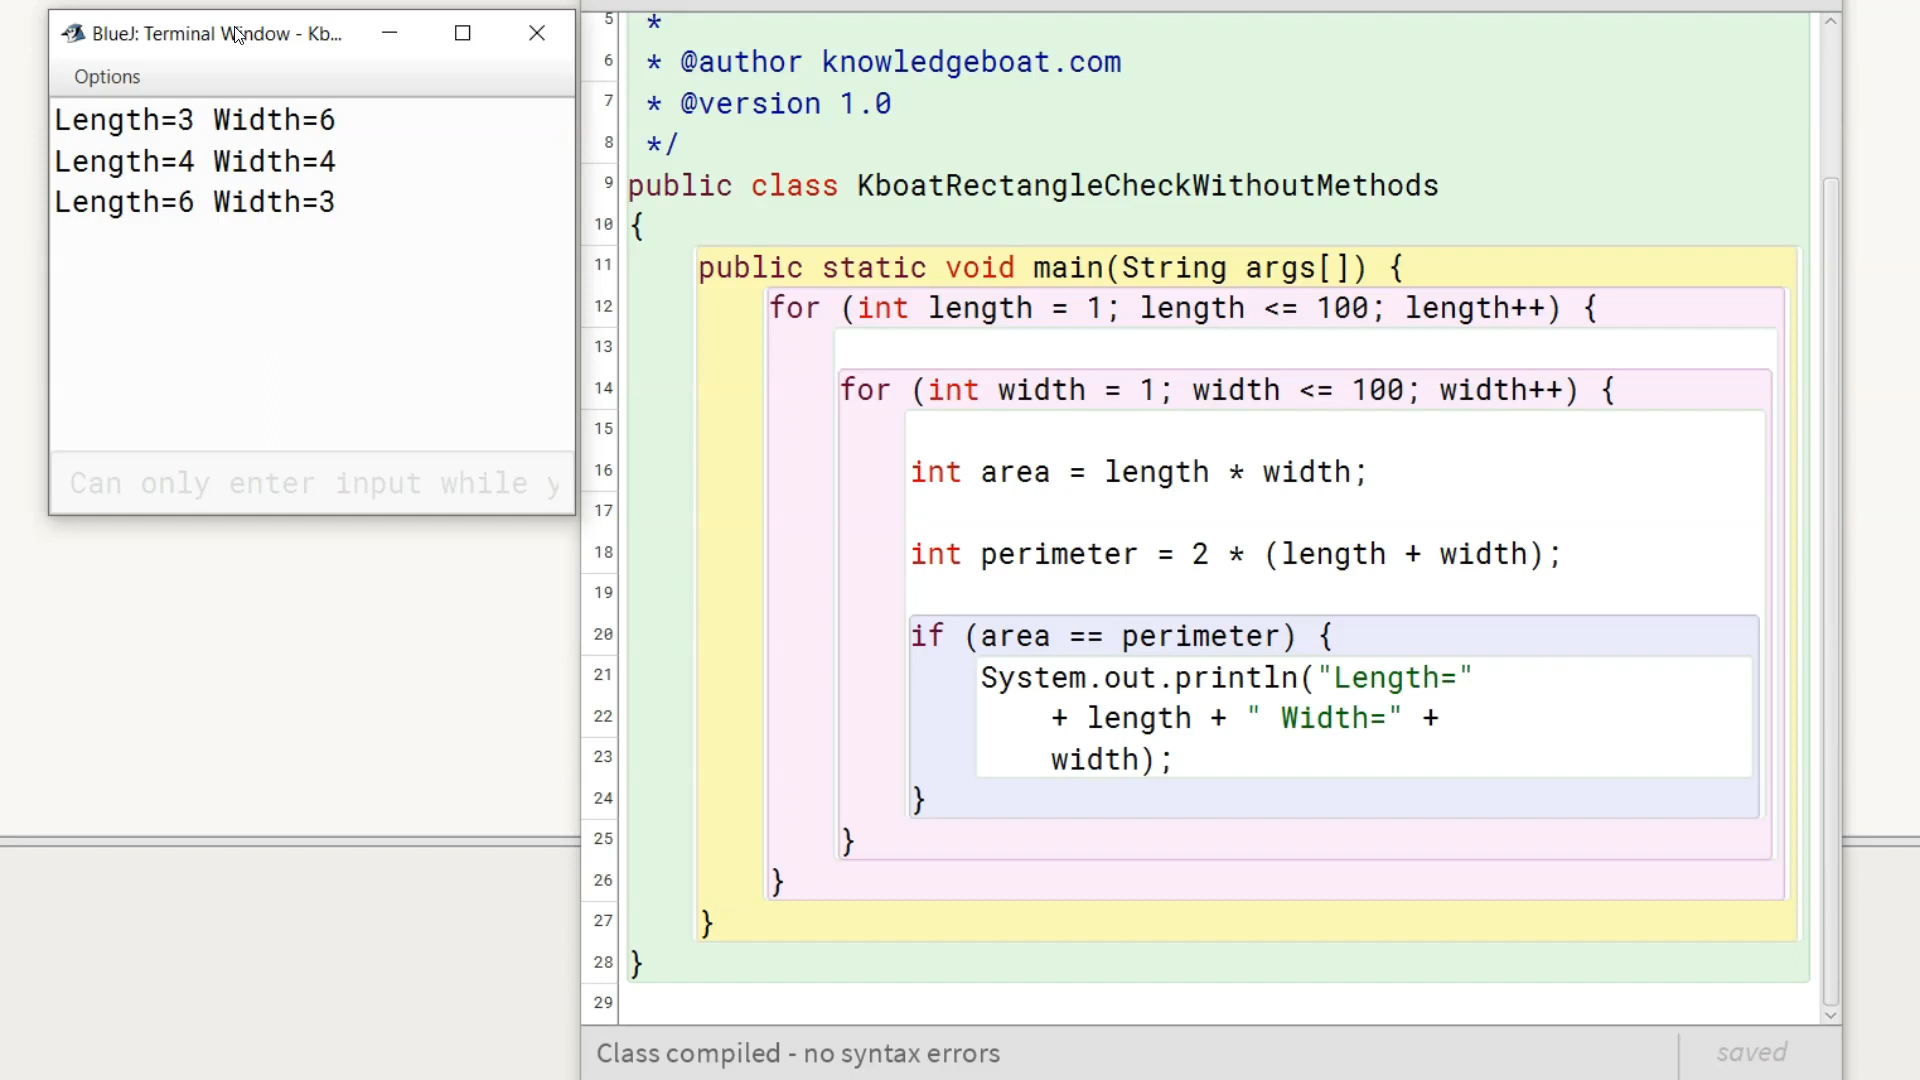 BlueJ: Terminal Window - Kb...
Options
Length=3 Width=6
Length=4 Width=4
Length=6 Width=3
Can only enter input while y
5 *
6 * @author knowledgeboat.com
7 * @version 1.0
8 */
9 public class KboatRectangleCheckWithoutMethods
10 {
11 public static void main(String args[]) {
12 for (int length = 1; length <= 100; length++) {
13
14 for (int width = 1; width <= 100; width++) {
15
16 int area = length * width;
17
18 int perimeter = 2 * (length + width);
19
20 if (area == perimeter) {
21 System.out.println("Length="
22 + length + " Width=" +
23 width);
24 }
25 }
26 }
27 }
28 }
29
Class compiled - no syntax errors
saved